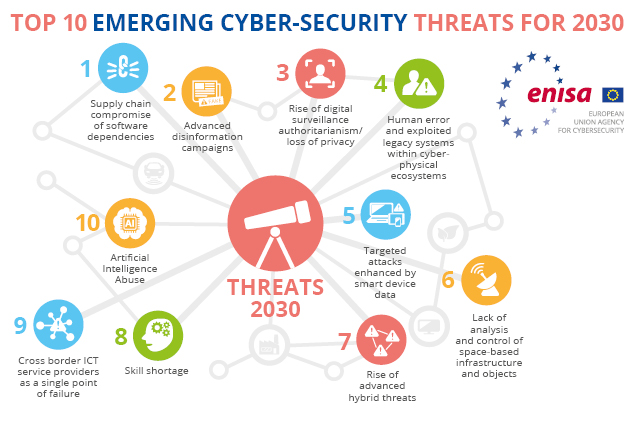 TOP 10 EMERGING CYBER-SECURITY THREATS FOR 2030
enisa
EUROPEAN
UNION AGENCY
FOR CYBERSECURITY
1
Supply chain
compromise
of software
dependencies
2
FAKE
Advanced
disinformation
campaigns
3
Rise of digital
surveillance
authoritarianism/
loss of privacy
4
Human error
and exploited
legacy systems
within cyber-
physical
ecosystems
10
AI
Artificial
Intelligence
Abuse
THREATS
2030
5
Targeted
attacks
enhanced by
smart device
data
6
Lack of
analysis
and control of
space-based
infrastructure
and objects
9
Cross border ICT
service providers
as a single point
of failure
8
Skill shortage
7
Rise of
advanced
hybrid threats